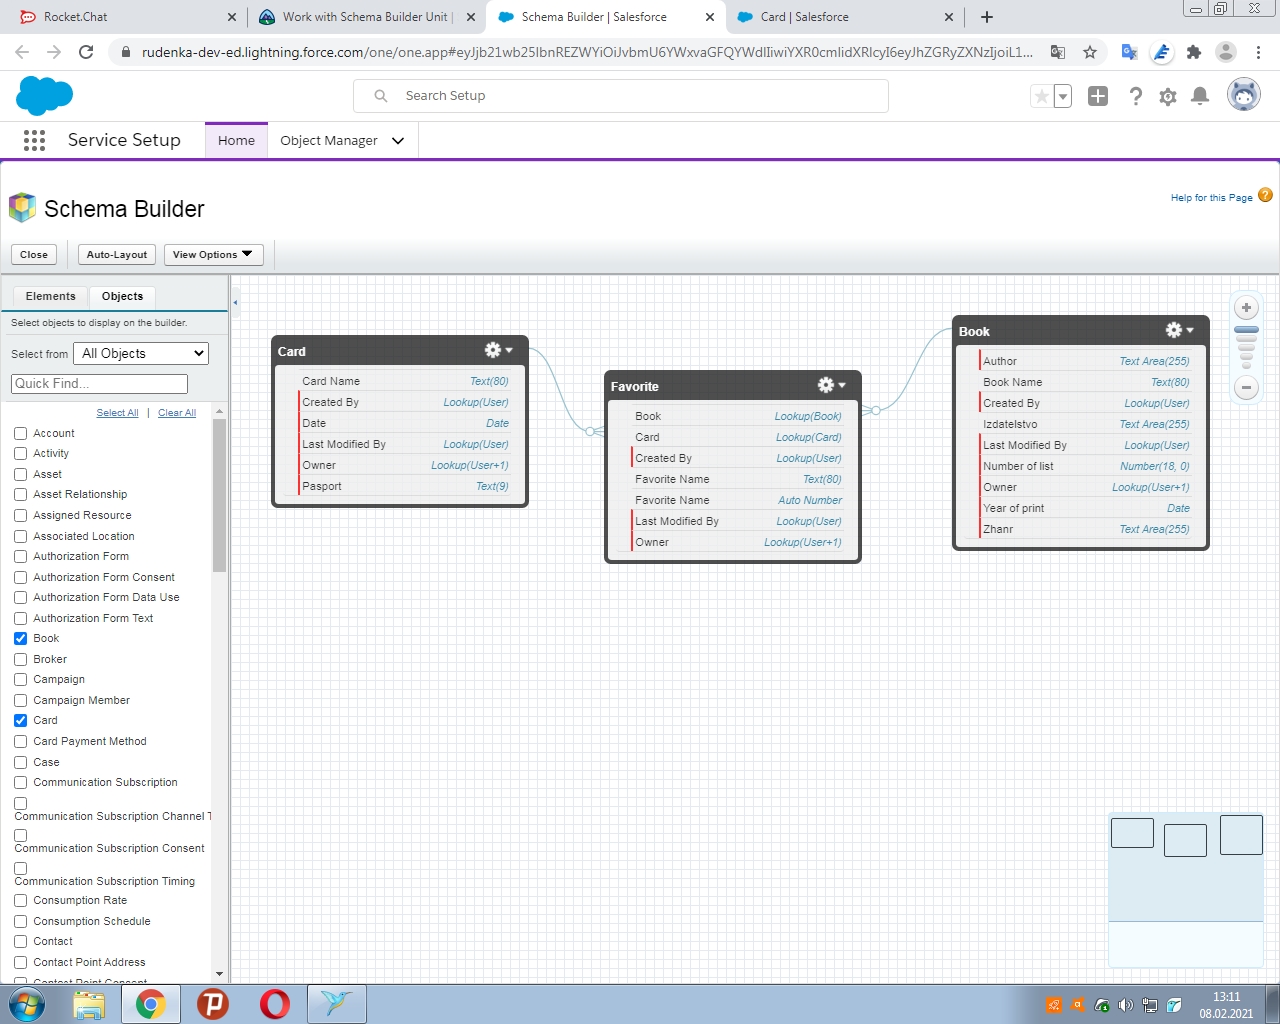 Rocket.Chat
Work with Schema Builder Unit |
Schema Builder | Salesforce
Card | Salesforce
Search Setup
Service Setup
Home
Object Manager
Schema Builder
Help for this Page
Close
Auto-Layout
View Options
Elements
Objects
Select objects to display on the builder.
Select from
All Objects
Quick Find...
Select All | Clear All
Account
Activity
Asset
Asset Relationship
Assigned Resource
Associated Location
Authorization Form
Authorization Form Consent
Authorization Form Data Use
Authorization Form Text
Book
Broker
Campaign
Campaign Member
Card
Card Payment Method
Case
Communication Subscription
Communication Subscription Channel T
Communication Subscription Consent
Communication Subscription Timing
Consumption Rate
Consumption Schedule
Contact
Contact Point Address
Contact Point Consent
Card
Card Name Text(80)
Created By Lookup(User)
Date Date
Last Modified By Lookup(User)
Owner Lookup(User+1)
Pasport Text(9)
Favorite
Book Lookup(Book)
Card Lookup(Card)
Created By Lookup(User)
Favorite Name Text(80)
Favorite Name Auto Number
Last Modified By Lookup(User)
Owner Lookup(User+1)
Book
Author Text Area(255)
Book Name Text(80)
Created By Lookup(User)
Izdatelstvo Text Area(255)
Last Modified By Lookup(User)
Number of list Number(18, 0)
Owner Lookup(User+1)
Year of print Date
Zhanr Text Area(255)
13:11
08.02.2021